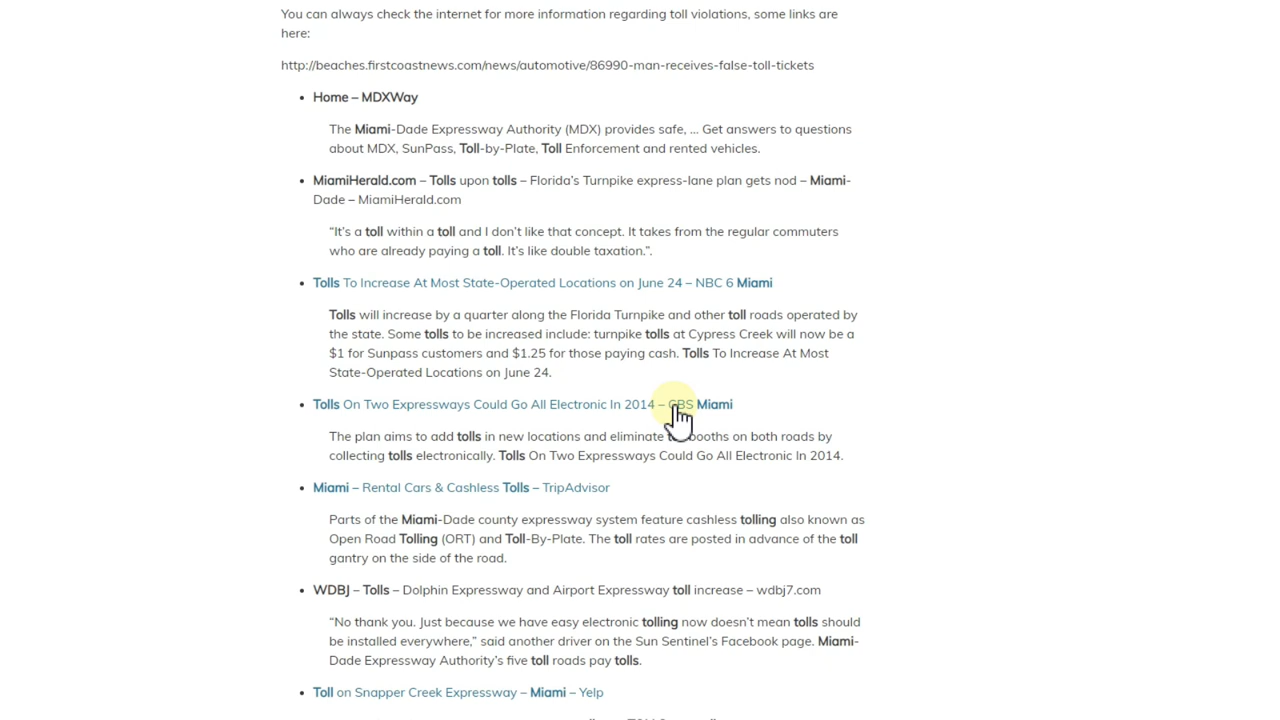 You can always check the internet for more information regarding toll violations, some links are
here:
http://beaches.firstcoastnews.com/news/automotive/86990-man-receives-false-toll-tickets
• Home – MDXWay
The Miami-Dade Expressway Authority (MDX) provides safe, ... Get answers to questions
about MDX, SunPass, Toll-by-Plate, Toll Enforcement and rented vehicles.
• MiamiHerald.com – Tolls upon tolls – Florida's Turnpike express-lane plan gets nod – Miami-
Dade – MiamiHerald.com
“It's a toll within a toll and I don't like that concept. It takes from the regular commuters
who are already paying a toll. It's like double taxation.”.
• Tolls To Increase At Most State-Operated Locations on June 24 – NBC 6 Miami
Tolls will increase by a quarter along the Florida Turnpike and other toll roads operated by
the state. Some tolls to be increased include: turnpike tolls at Cypress Creek will now be a
$1 for Sunpass customers and $1.25 for those paying cash. Tolls To Increase At Most
State-Operated Locations on June 24.
• Tolls On Two Expressways Could Go All Electronic In 2014 – CBS Miami
The plan aims to add tolls in new locations and eliminate booths on both roads by
collecting tolls electronically. Tolls On Two Expressways Could Go All Electronic In 2014.
• Miami – Rental Cars & Cashless Tolls – TripAdvisor
Parts of the Miami-Dade county expressway system feature cashless tolling also known as
Open Road Tolling (ORT) and Toll-By-Plate. The toll rates are posted in advance of the toll
gantry on the side of the road.
• WDBJ – Tolls – Dolphin Expressway and Airport Expressway toll increase – wdbj7.com
“No thank you. Just because we have easy electronic tolling now doesn't mean tolls should
be installed everywhere,” said another driver on the Sun Sentinel's Facebook page. Miami-
Dade Expressway Authority's five toll roads pay tolls.
• Toll on Snapper Creek Expressway – Miami – Yelp